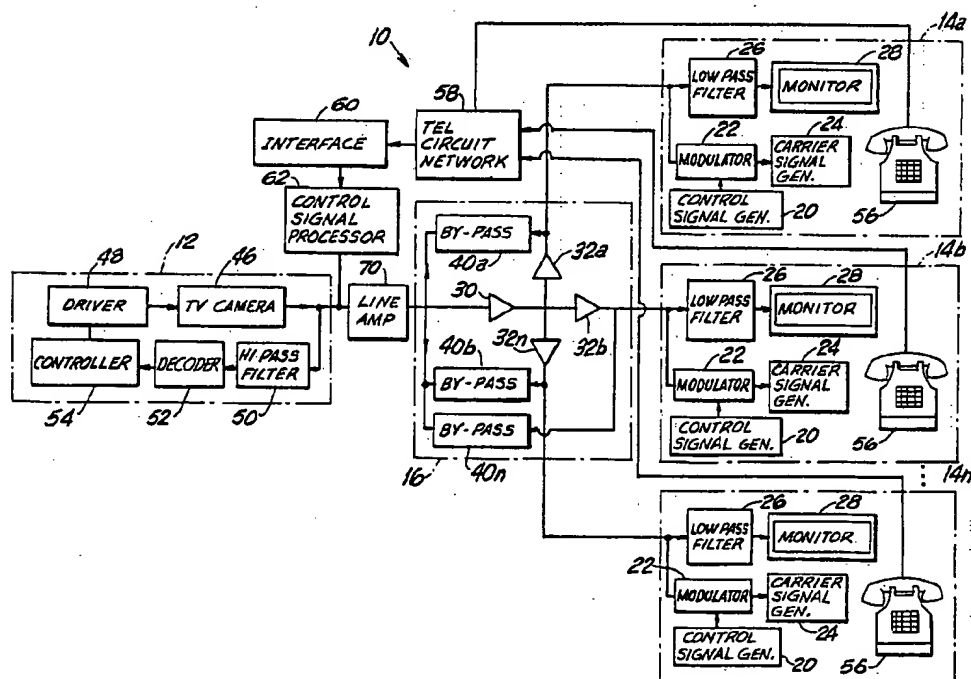 10
58
TEL
CIRCUIT
NETWORK
60
INTERFACE
62
CONTROL
SIGNAL
PROCESSOR
12
48
DRIVER
46
TV CAMERA
CONTROLLER
54
DECODER
52
HI-PASS
FILTER
50
70
LINE
AMP
16
BY-PASS
40a
32a
30
32b
32n
40b
BY-PASS
BY-PASS
40n
14a
26
LOW PASS
FILTER
28
MONITOR
22
MODULATOR
24
CARRIER
SIGNAL
GEN.
CONTROL
SIGNAL GEN.
20
56
14b
26
LOW PASS
FILTER
28
MONITOR
22
MODULATOR
24
CARRIER
SIGNAL
GEN.
CONTROL
SIGNAL GEN.
20
56
14n
26
LOW PASS
FILTER
28
MONITOR
22
MODULATOR
CARRIER
SIGNAL
GEN.
24
CONTROL
SIGNAL GEN.
20
56